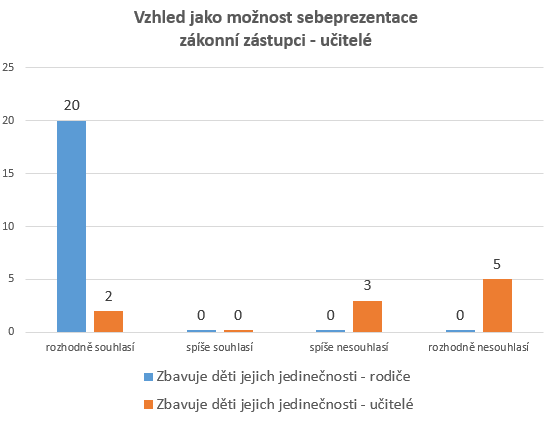 Vzhled jako možnost sebeprezentace
zákonní zástupci - učitelé
25
20
15
10
5
0
20
2
0
0
0
3
0
5
rozhodně souhlasí
spíše souhlasí
spíše nesouhlasí
rozhodně nesouhlasí
Zbavuje děti jejich jedinečnosti - rodiče
Zbavuje děti jejich jedinečnosti - učitelé